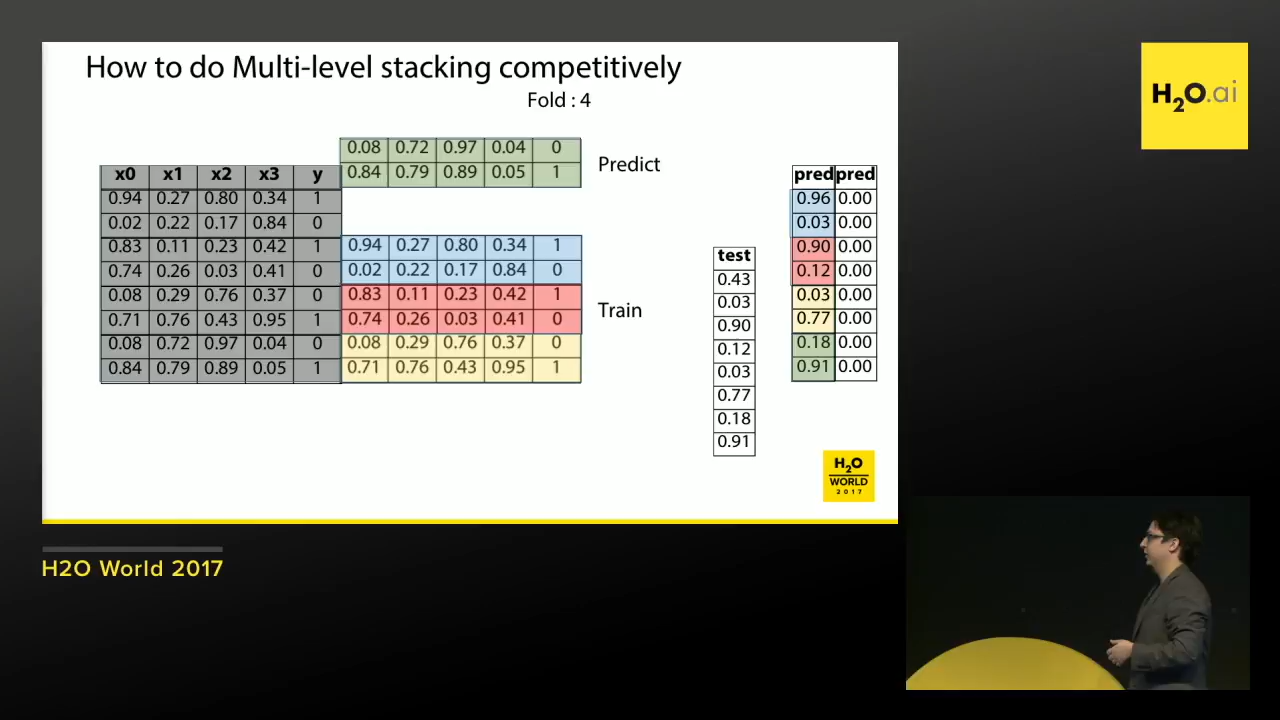 How to do Multi-level stacking competitively
Fold : 4
0.08 0.72 0.97 0.04 0
0.84 0.79 0.89 0.05 1
Predict
x0 x1 x2 x3 y
0.94 0.27 0.80 0.34 1
0.02 0.22 0.17 0.84 0
0.83 0.11 0.23 0.42 1
0.74 0.26 0.03 0.41 0
0.08 0.29 0.76 0.37 0
0.71 0.76 0.43 0.95 1
0.08 0.72 0.97 0.04 0
0.84 0.79 0.89 0.05 1
0.94 0.27 0.80 0.34 1
0.02 0.22 0.17 0.84 0
0.83 0.11 0.23 0.42 1
0.74 0.26 0.03 0.41 0
0.08 0.29 0.76 0.37 0
0.71 0.76 0.43 0.95 1
Train
test
0.43
0.03
0.90
0.12
0.03
0.77
0.18
0.91
pred pred
0.96 0.00
0.03 0.00
0.90 0.00
0.12 0.00
0.03 0.00
0.77 0.00
0.18 0.00
0.91 0.00
H2O
WORLD
2017
H2O.ai
H2O World 2017